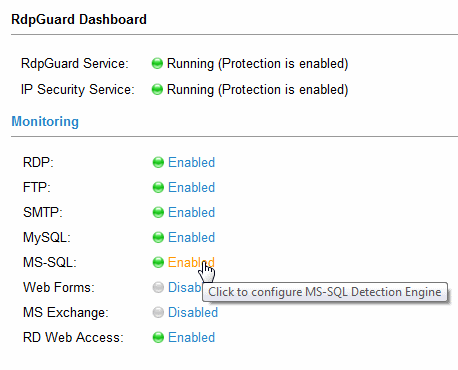 RdpGuard Dashboard
RdpGuard Service: Running (Protection is enabled)
IP Security Service: Running (Protection is enabled)
Monitoring
RDP: Enabled
FTP: Enabled
SMTP: Enabled
MySQL: Enabled
MS-SQL: Enabled
Web Forms: Disab
Click to configure MS-SQL Detection Engine
MS Exchange: Disabled
RD Web Access: Enabled